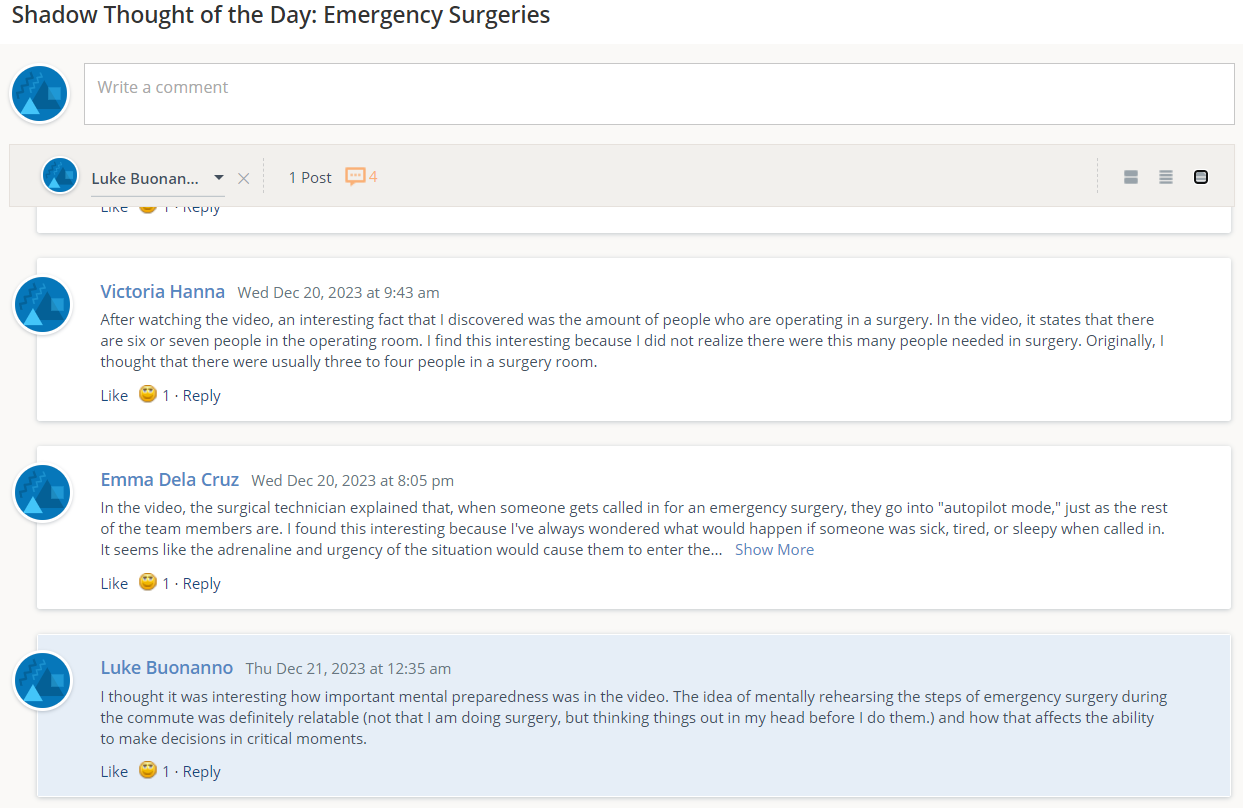 Shadow Thought of the Day: Emergency Surgeries
Write a comment
Luke Buonan...
1 Post
4
Like 1 · Reply
Victoria Hanna Wed Dec 20, 2023 at 9:43 am
After watching the video, an interesting fact that I discovered was the amount of people who are operating in a surgery. In the video, it states that there
are six or seven people in the operating room. I find this interesting because I did not realize there were this many people needed in surgery. Originally, I
thought that there were usually three to four people in a surgery room.
Like 1 · Reply
Emma Dela Cruz Wed Dec 20, 2023 at 8:05 pm
In the video, the surgical technician explained that, when someone gets called in for an emergency surgery, they go into "autopilot mode," just as the rest
of the team members are. I found this interesting because I've always wondered what would happen if someone was sick, tired, or sleepy when called in.
It seems like the adrenaline and urgency of the situation would cause them to enter the... Show More
Like 1 · Reply
Luke Buonanno Thu Dec 21, 2023 at 12:35 am
I thought it was interesting how important mental preparedness was in the video. The idea of mentally rehearsing the steps of emergency surgery during
the commute was definitely relatable (not that I am doing surgery, but thinking things out in my head before I do them.) and how that affects the ability
to make decisions in critical moments.
Like 1 · Reply